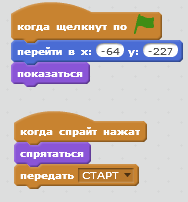 когда щелкнут по
перейти в x: -64 y: -227
показаться
когда спрайт нажат
спрятаться
передать СТАРТ